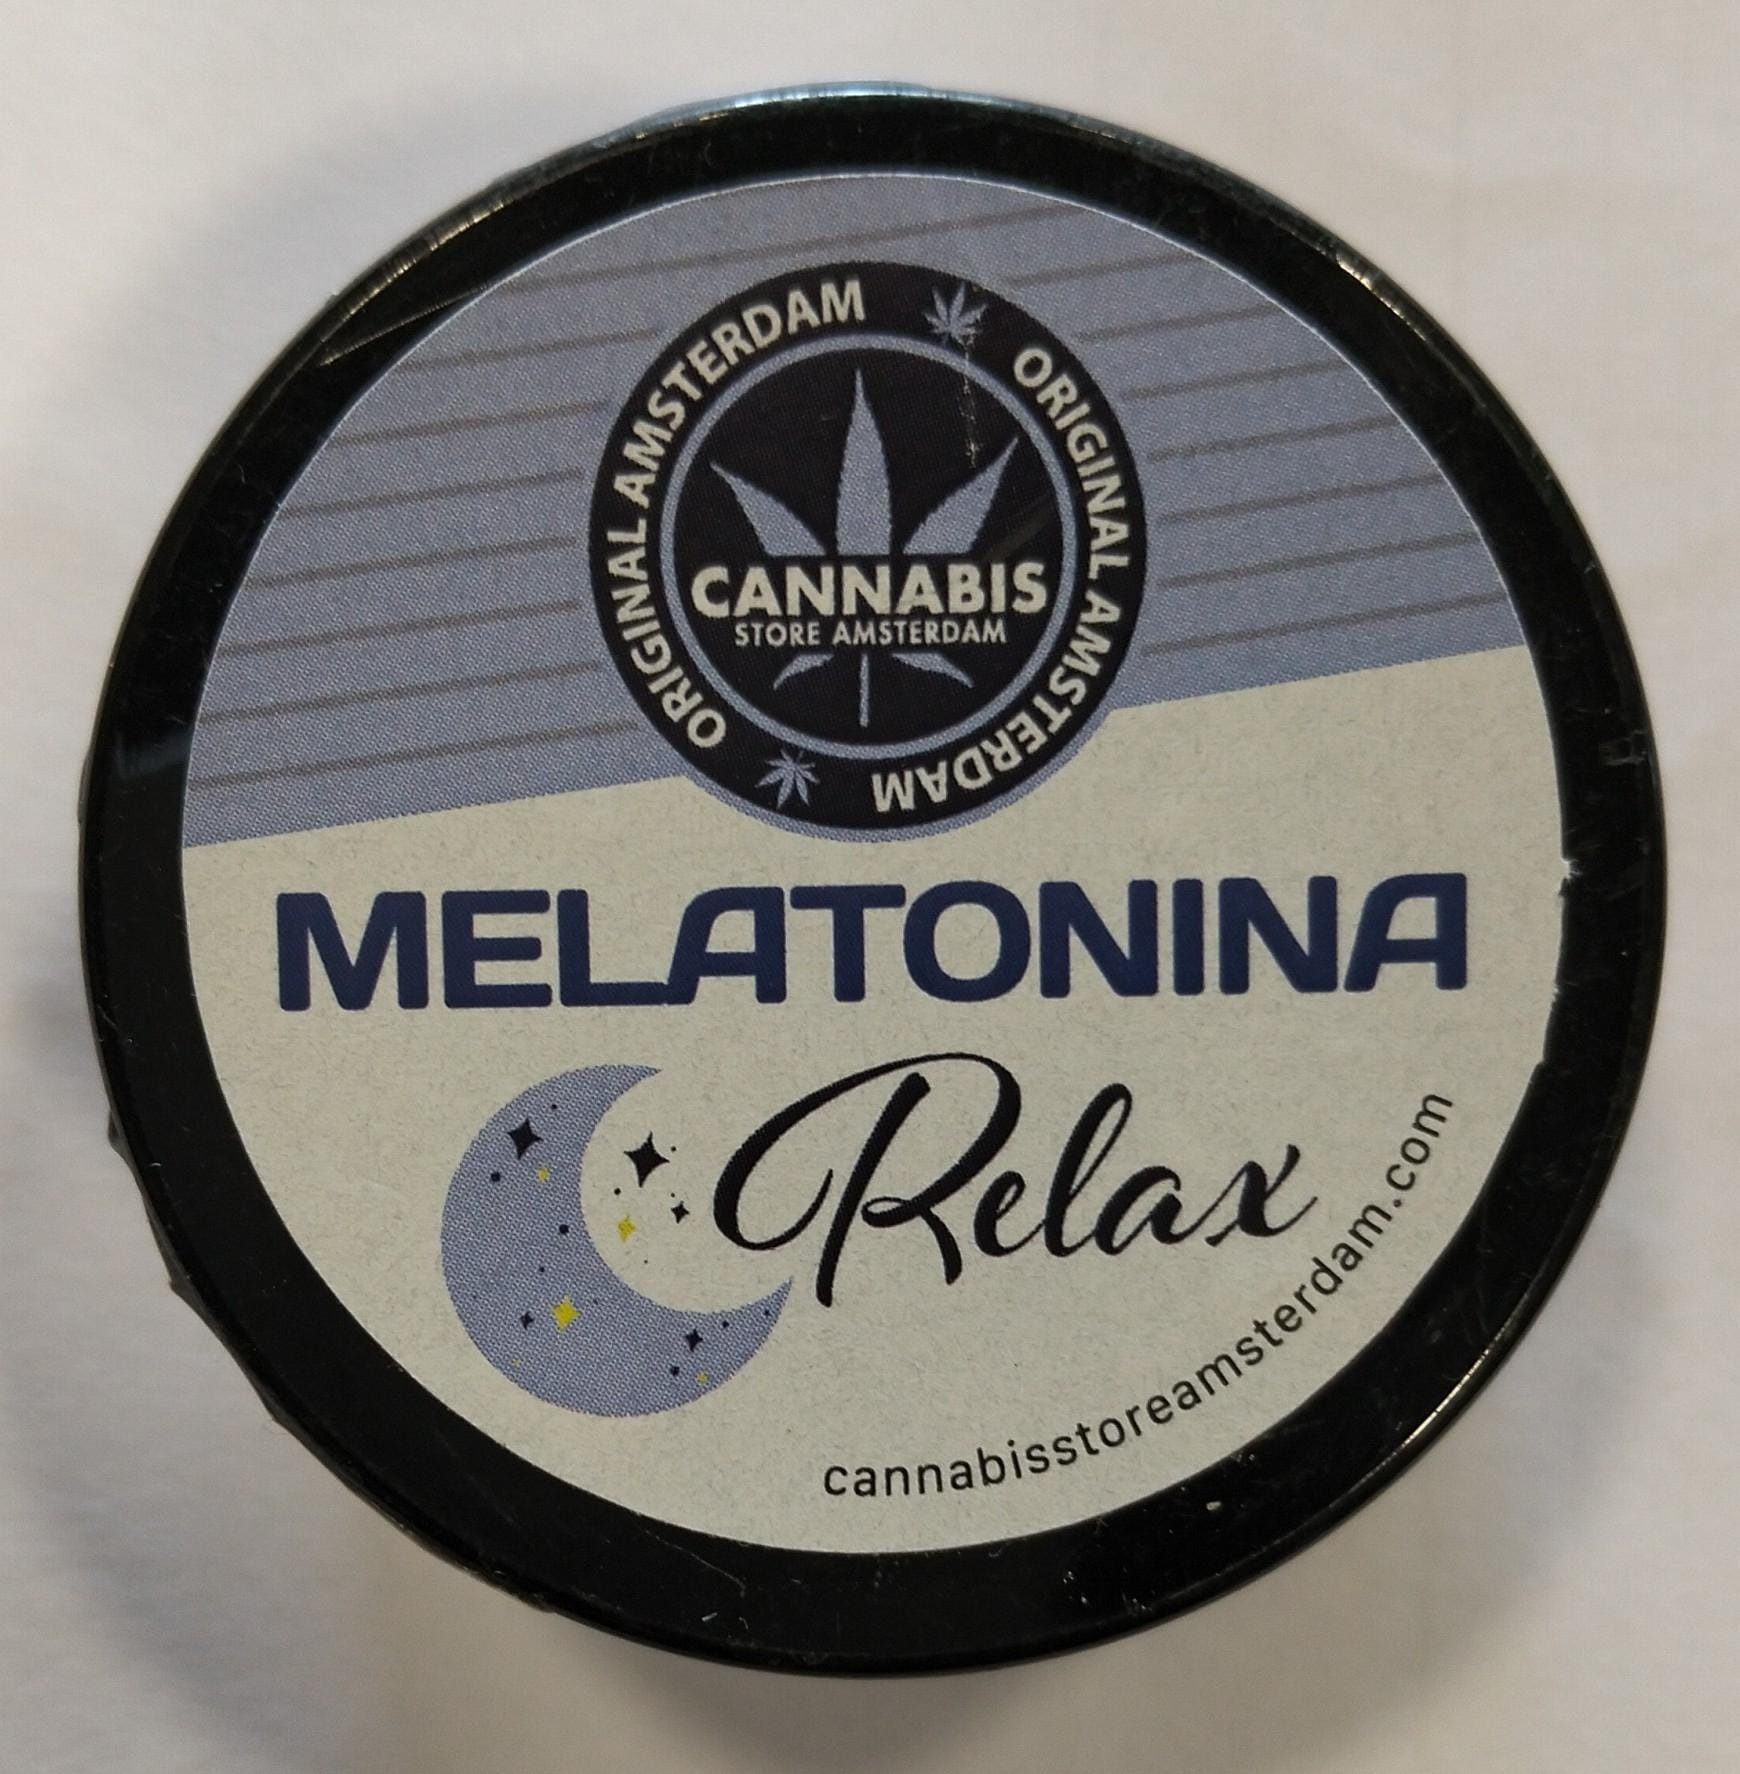 ORIGINAL AMSTERDAM
ORIGINAL AMSTERDAM
CANNABIS
STORE AMSTERDAM
MELATONINA
Relax
cannabisstoreamsterdam.com